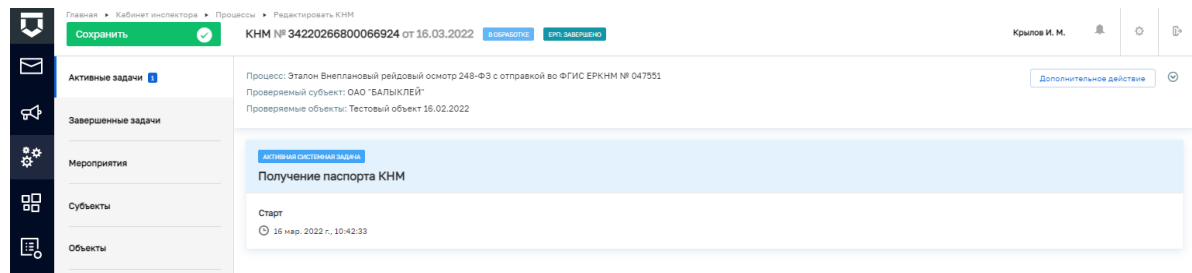 Главная ▸ Кабинет инспектора ▸ Процессы ▸ Редактировать КНМ
Сохранить
КНМ № 34220266800066924 от 16.03.2022 В ОБРАБОТКЕ ЕРП: ЗАВЕРШЕНО
Крылов И. М.
Активные задачи 1
Завершенные задачи
Мероприятия
Субъекты
Объекты
Процесс: Эталон Внеплановый рейдовый осмотр 248-ФЗ с отправкой во ФГИС ЕРКНМ № 047551
Дополнительное действие
Проверяемый субъект: ОАО "БАЛЫКЛЕЙ"
Проверяемые объекты: Тестовый объект 16.02.2022
АКТИВНАЯ СИСТЕМНАЯ ЗАДАЧА
Получение паспорта КНМ
Старт
16 мар. 2022 г., 10:42:33